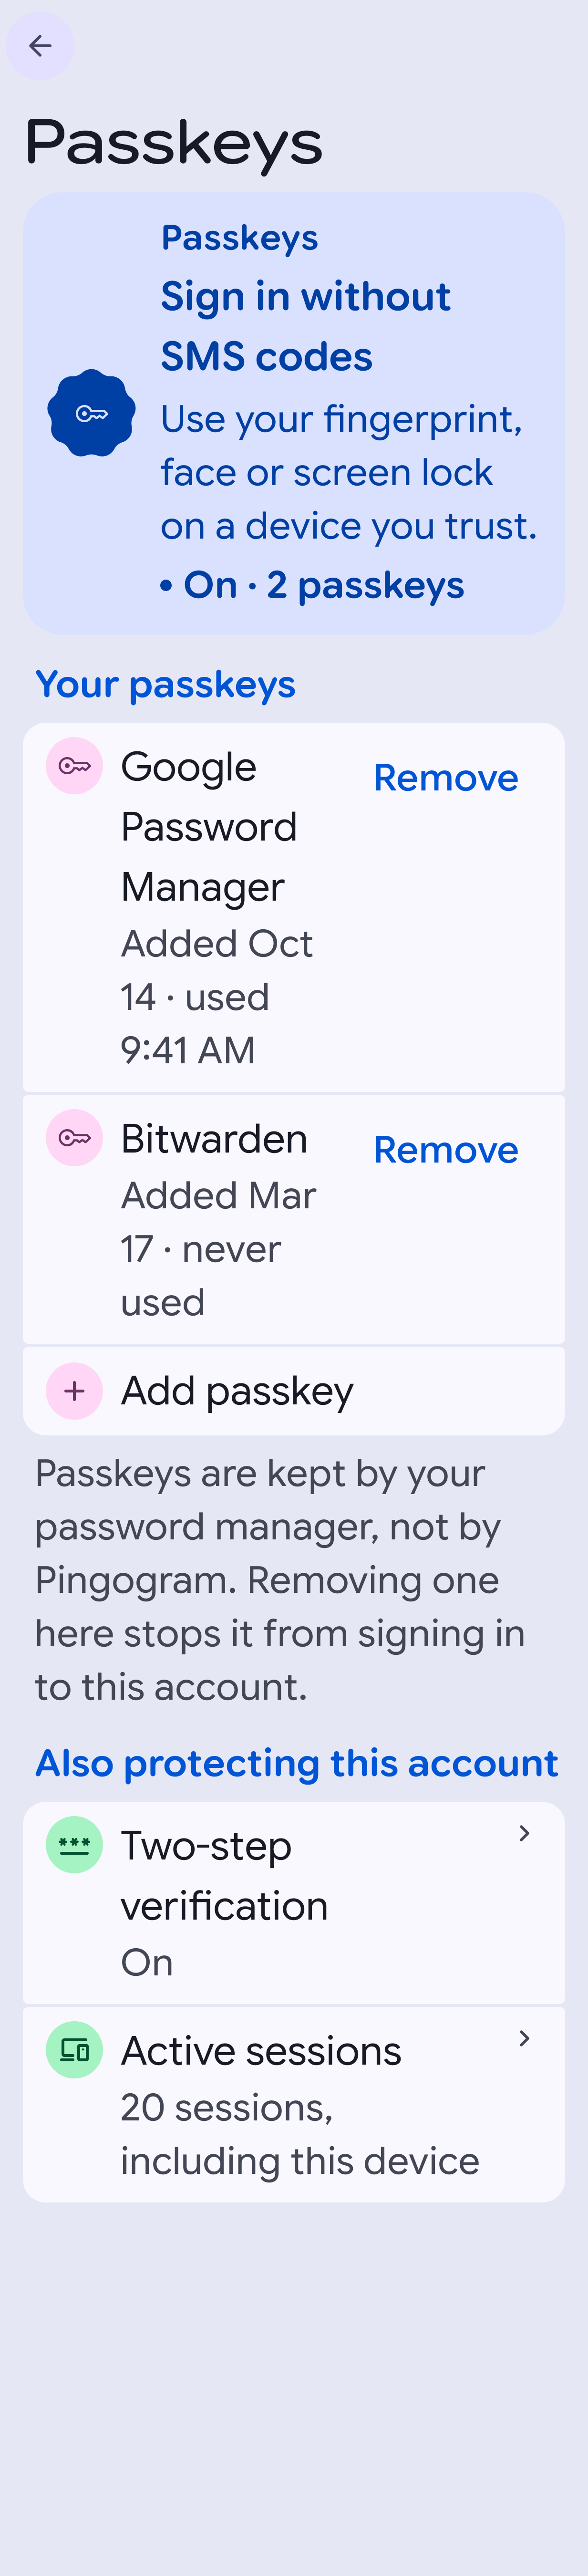 Passkeys
Passkeys
Sign in without
SMS codes
Use your fingerprint,
face or screen lock
on a device you trust.
• On · 2 passkeys
Your passkeys
Google
Password
Manager
Remove
Added Oct
14 · used
9:41 AM
Bitwarden
Remove
Added Mar
17 · never
used
Add passkey
Passkeys are kept by your
password manager, not by
Pingogram. Removing one
here stops it from signing in
to this account.
Also protecting this account
Two-step
verification
On
Active sessions
20 sessions,
including this device